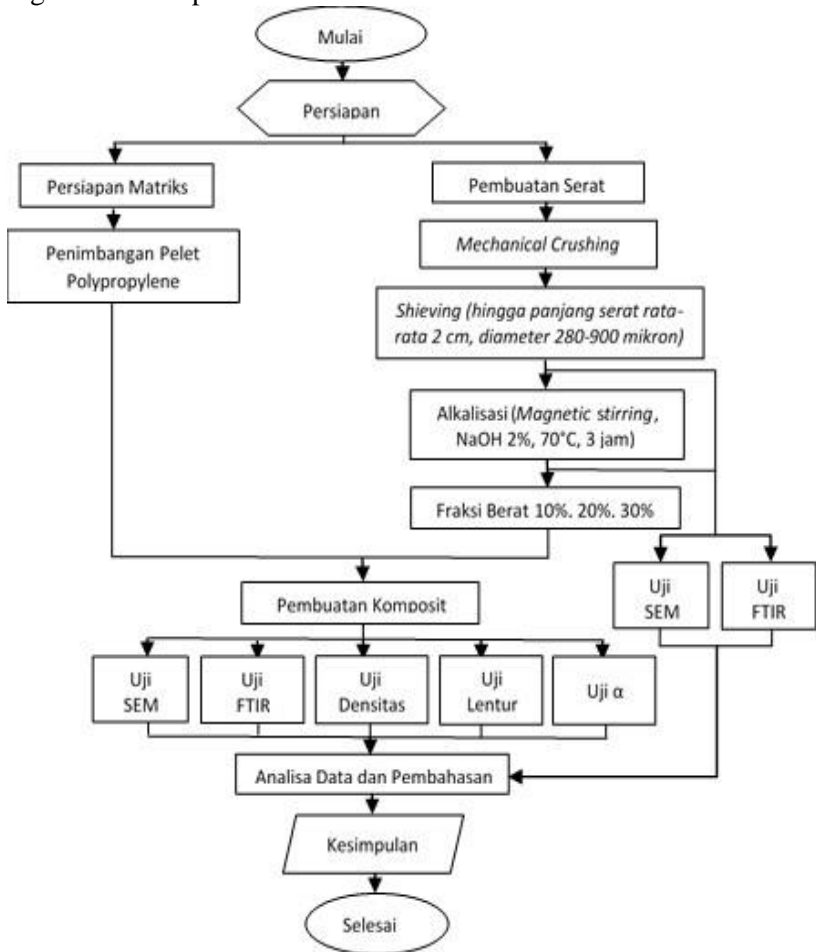 Mulai
Persiapan
Persiapan Matriks
Pembuatan Serat
Penimbangan Pelet
Polypropylene
Mechanical Crushing
Shieving (hingga panjang serat rata-
rata 2 cm, diameter 280-900 mikron)
Alkalisasi (Magnetic stirring,
NaOH 2%, 70°C, 3 jam)
Fraksi Berat 10%. 20%. 30%
Pembuatan Komposit
Uji
SEM
Uji
FTIR
Uji
SEM
Uji
FTIR
Uji
Densitas
Uji
Lentur
Uji α
Analisa Data dan Pembahasan
Kesimpulan
Selesai